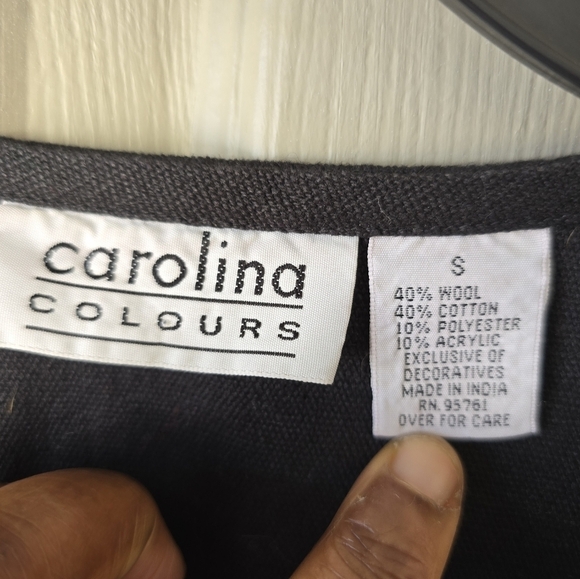 carolina
COLOURS
S
40% WOOL
40% COTTON
10% POLYESTER
10% ACRYLIC
EXCLUSIVE OF
DECORATIVES
MADE IN INDIA
RN. 95761
OVER FOR CARE